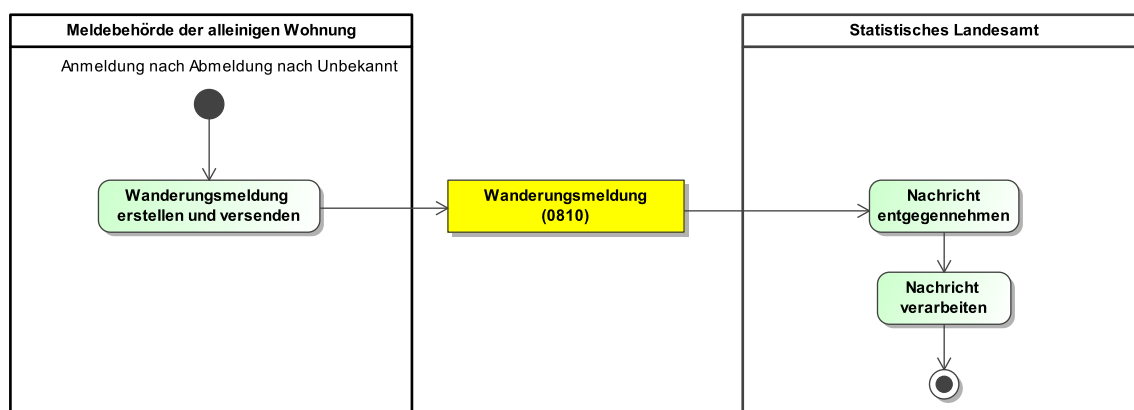 Meldebehörde der alleinigen Wohnung
Statistisches Landesamt
Anmeldung nach Abmeldung nach Unbekannt
Wanderungsmeldung
erstellen und versenden
Wanderungsmeldung
(0810)
Nachricht
entgegennehmen
Nachricht
verarbeiten